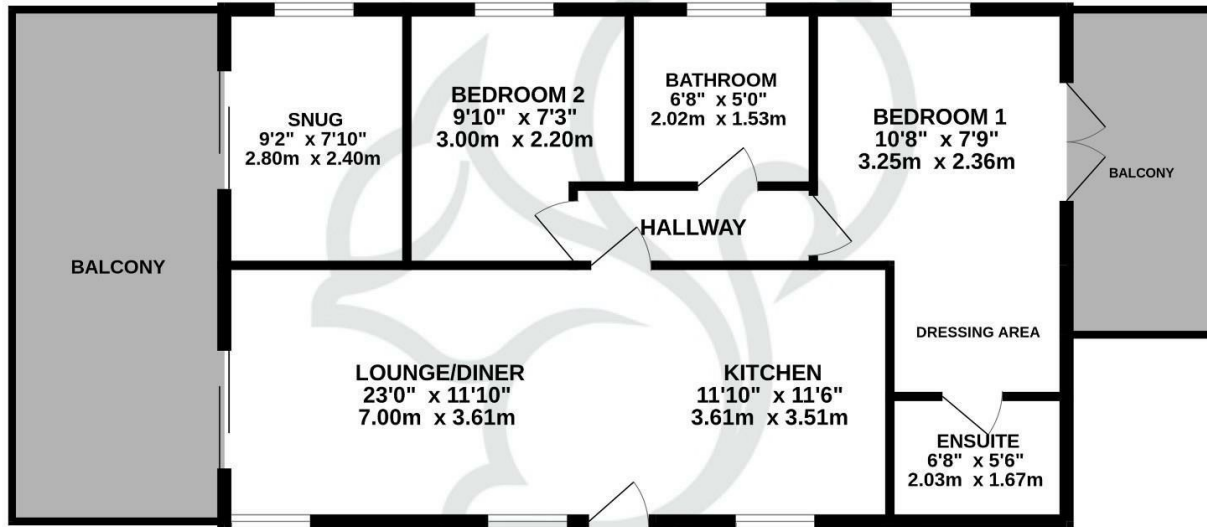 SNUG
9'2" x 7'10"
2.80m x 2.40m
BEDROOM 2
9'10" x 7'3"
3.00m x 2.20m
BATHROOM
6'8" x 5'0"
2.02m x 1.53m
BEDROOM 1
10'8" x 7'9"
3.25m x 2.36m
BALCONY
HALLWAY
BALCONY
DRESSING AREA
LOUNGE/DINER
23'0" x 11'10"
7.00m x 3.61m
KITCHEN
11'10" x 11'6"
3.61m x 3.51m
ENSUITE
6'8" x 5'6"
2.03m x 1.67m